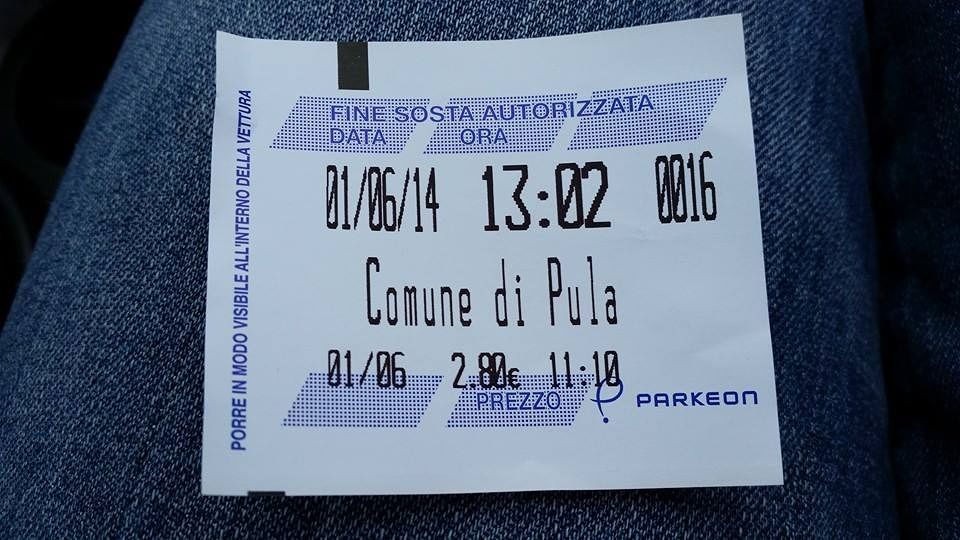 FINE SOSTA AUTORIZZATA
DATA ORA
01/06/14 13:02 0016
Comune di Pula
01/06 2.80€ 11:10
PREZZO PARKEON
PORRE IN MODO VISIBILE ALL'INTERNO DELLA VETTURA